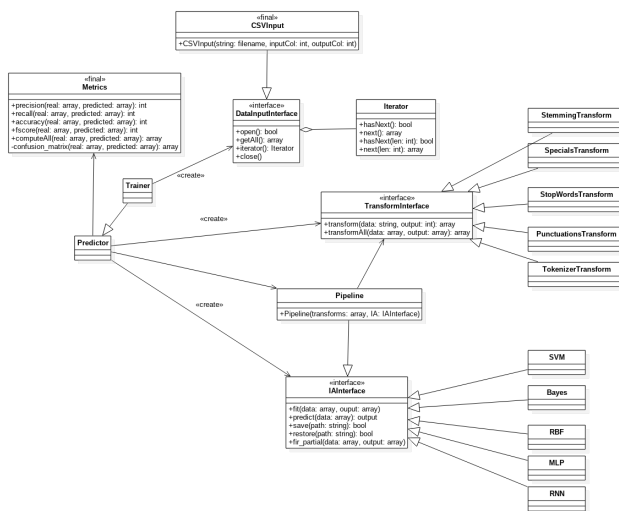 «final»
CSVInput
+CSVInput(string: filename, inputCol: int, outputCol: int)
«final»
Metrics
+precision(real: array, predicted: array): int
+recall(real: array, predicted: array): int
+accuracy(real: array, predicted: array): int
+fscore(real: array, predicted: array): int
+computeAll(real: array, predicted: array): array
-confusion_matrix(real: array, predicted: array): array
«interface»
DataInputInterface
+open(): bool
+getAll(): array
+iterator(): Iterator
+close()
Iterator
+hasNext(): bool
+next(): array
+hasNext(len: int): bool
+next(len: int): array
StemmingTransform
SpecialsTransform
StopWordsTransform
PunctuationsTransform
TokenizerTransform
Trainer
«create»
«interface»
TransformInterface
+transform(data: string, output: int): array
+transformAll(data: array, output: array): array
«create»
Predictor
Pipeline
+Pipeline(transforms: array, IA: IAInterface)
«create»
«interface»
IAInterface
+fit(data: array, ouput: array)
+predict(data: array): output
+save(path: string): bool
+restore(path: string): bool
+fir_partial(data: array, output: array)
SVM
Bayes
RBF
MLP
RNN